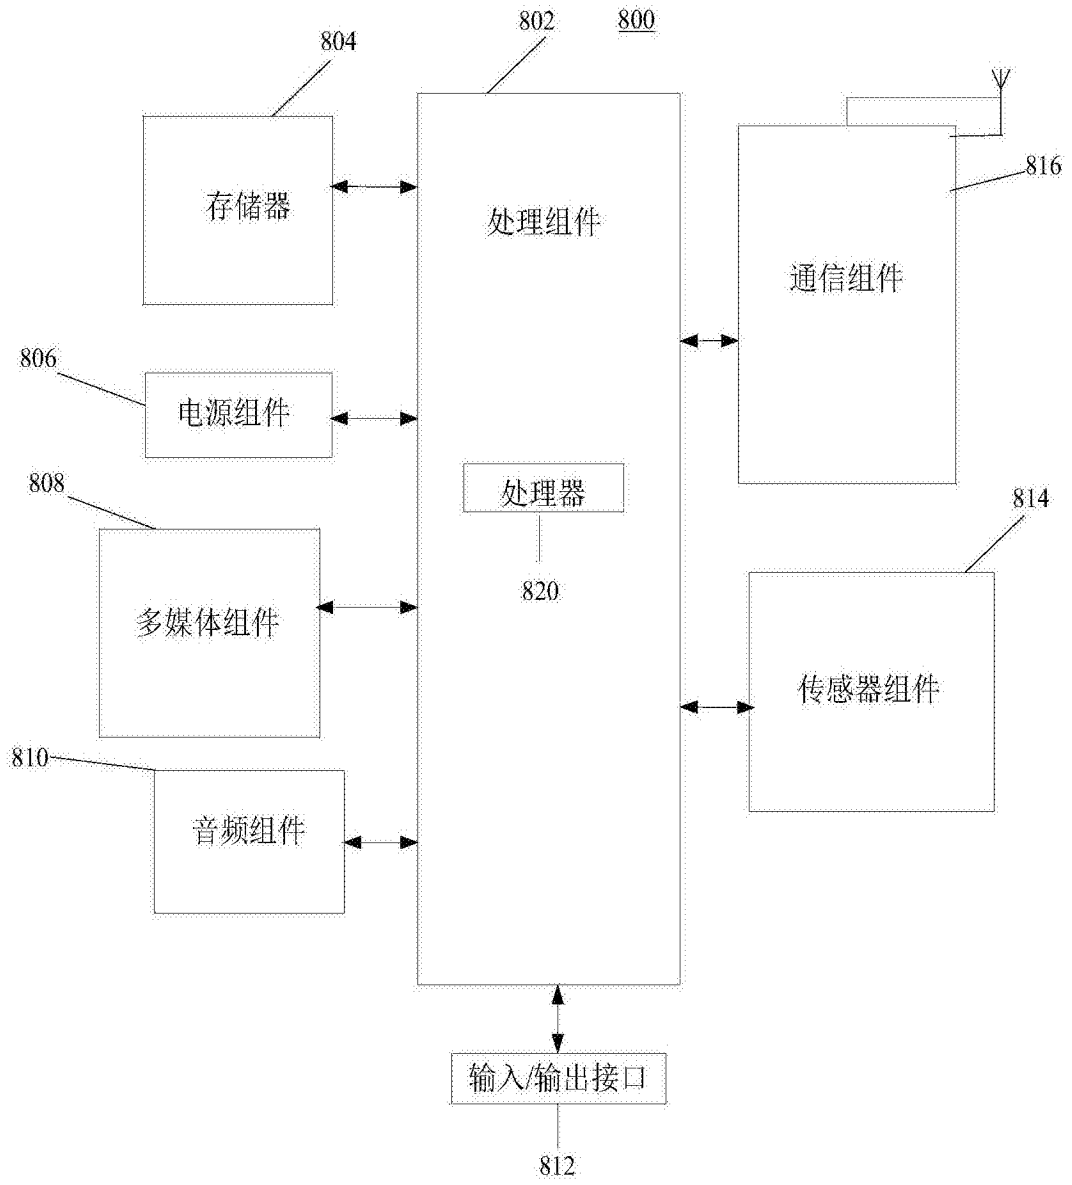 802
800
804
存储器
处理组件
816
通信组件
806
电源组件
808
处理器
814
820
多媒体组件
传感器组件
810
音频组件
输入/输出接口
812